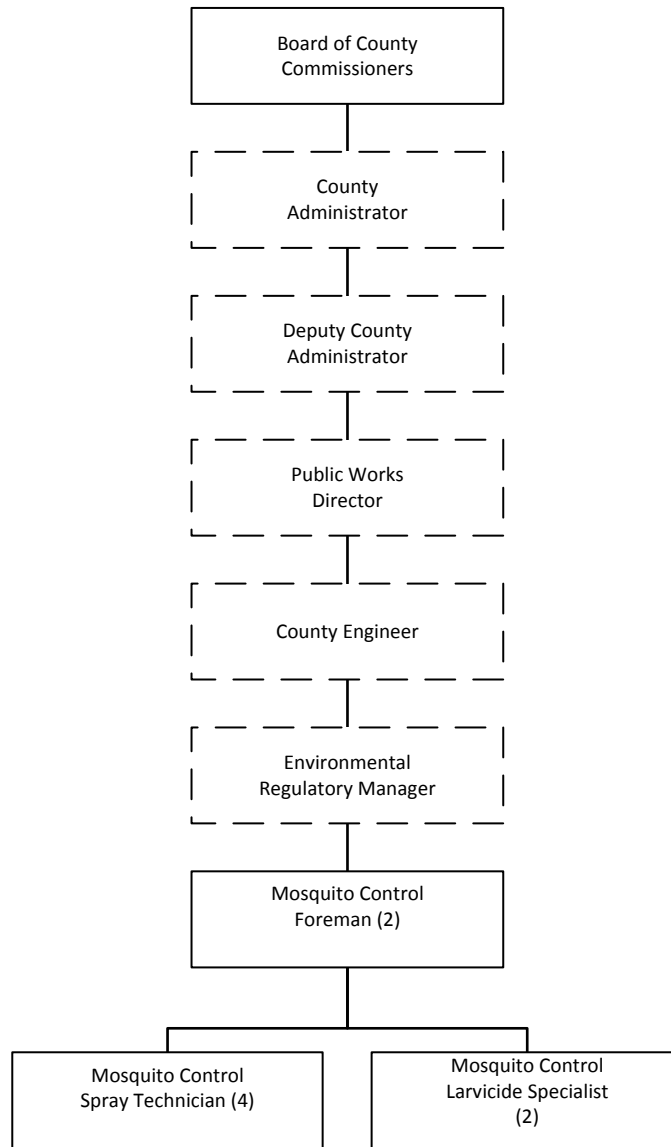 Board of County
Commissioners
County
Administrator
Deputy County
Administrator
Public Works
Director
County Engineer
Environmental
Regulatory Manager
Mosquito Control
Foreman (2)
Mosquito Control
Spray Technician (4)
Mosquito Control
Larvicide Specialist
(2)